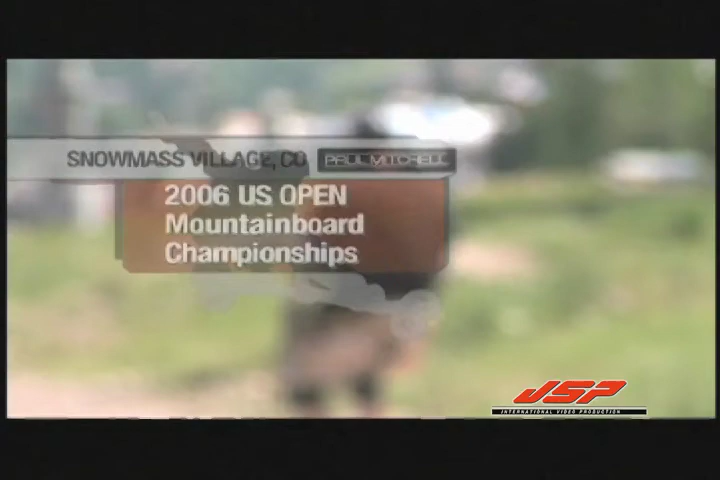 SNOWMASS VILLAGE, CO PAUL MITCHELL
2006 US OPEN
Mountainboard
Championships
JSP
INTERNATIONAL VIDEO PRODUCTION